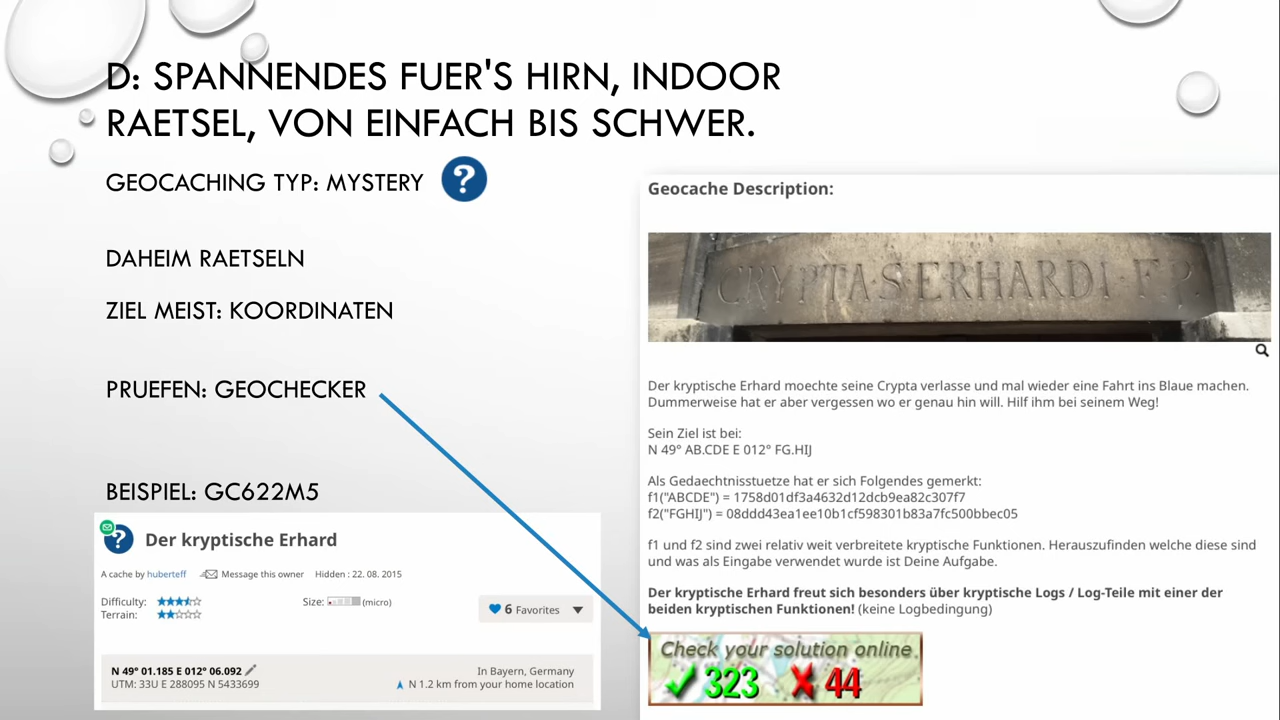 D: SPANNENDES FUER'S HIRN, INDOOR
RAETSEL, VON EINFACH BIS SCHWER.
GEOCACHING TYP: MYSTERY
?
DAHEIM RAETSELN
ZIEL MEIST: KOORDINATEN
PRUEFEN: GEOCHECKER
BEISPIEL: GC622M5
?
Der kryptische Erhard
A cache by huberteff
Message this owner
Hidden : 22. 08. 2015
Difficulty:
Size: (micro)
Terrain:
6 Favorites
N 49° 01.185 E 012° 06.092
UTM: 33U E 288095 N 5433699
In Bayern, Germany
N 1.2 km from your home location
Geocache Description:
CRYPTA S ERHARDI F P.
Der kryptische Erhard moechte seine Crypta verlasse und mal wieder eine Fahrt ins Blaue machen.
Dummerweise hat er aber vergessen wo er genau hin will. Hilf ihm bei seinem Weg!
Sein Ziel ist bei:
N 49° AB.CDE E 012° FG.HIJ
Als Gedaechtnisstuetze hat er sich Folgendes gemerkt:
f1("ABCDE") = 1758d01df3a4632d12dcb9ea82c307f7
f2("FGHIJ") = 08ddd43ea1ee10b1cf598301b83a7fc500bbec05
f1 und f2 sind zwei relativ weit verbreitete kryptische Funktionen. Herauszufinden welche diese sind
und was als Eingabe verwendet wurde ist Deine Aufgabe.
Der kryptische Erhard freut sich besonders über kryptische Logs / Log-Teile mit einer der
beiden kryptischen Funktionen! (keine Logbedingung)
Check your solution online.
323 44